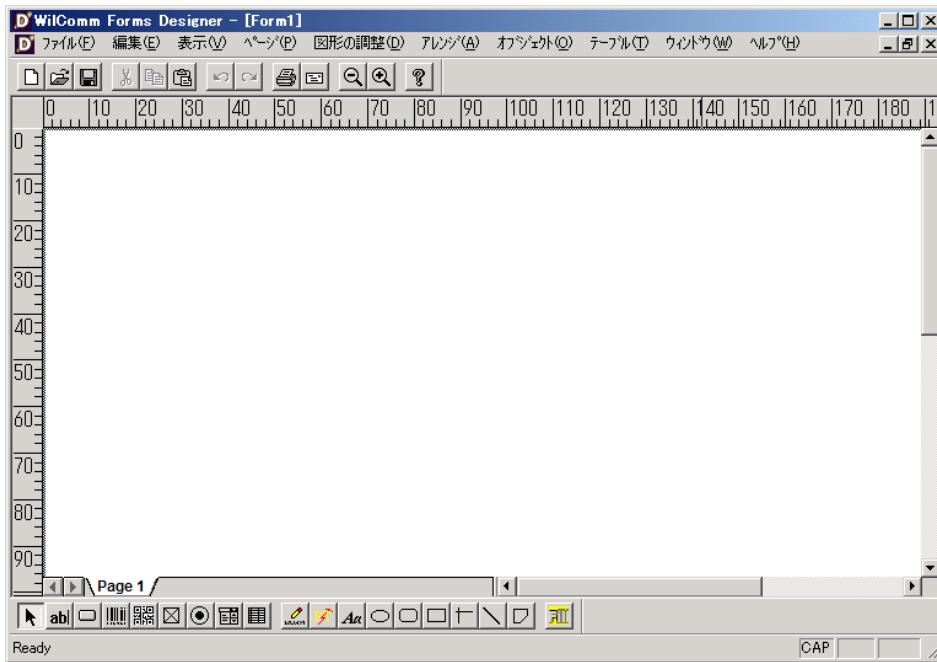 WilComm Forms Designer - [Form1]
ファイル(F) 編集(E) 表示(V) ページ(P) 図形の調整(D) アレンジ(A) オブジェクト(O) テーブル(T) ウィンドウ(W) ヘルプ(H)
0 10 20 30 40 50 60 70 80 90 100 110 120 130 140 150 160 170 180 1
0
10
20
30
40
50
60
70
80
90
Page 1
ab Aa
Ready CAP